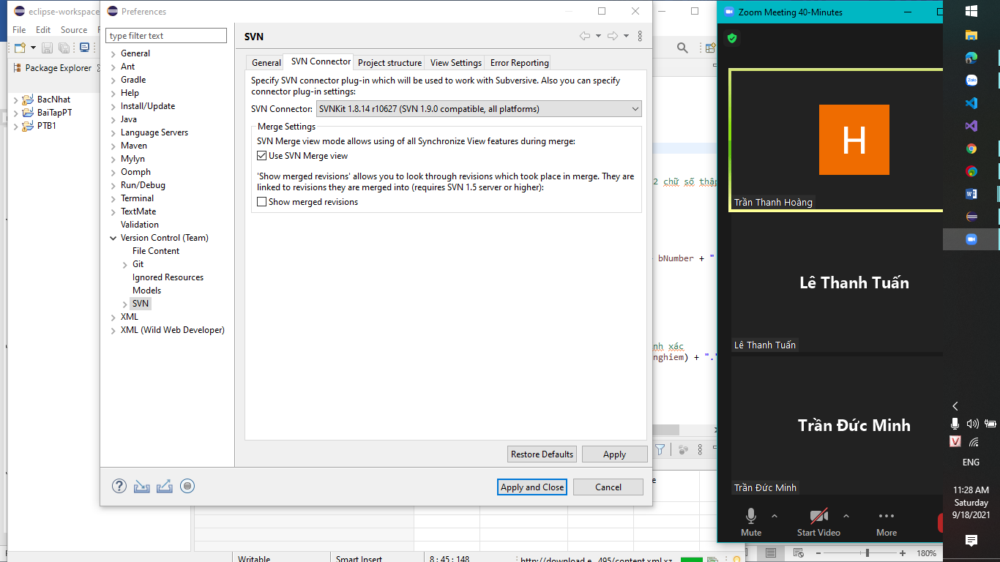 eclipse-workspace
Preferences
File Edit Source
type filter text
Package Explorer
BacNhat
BaiTapPT
PTB1
General
Ant
Gradle
Help
Install/Update
Java
Language Servers
Maven
Mylyn
Oomph
Run/Debug
Terminal
TextMate
Validation
Version Control (Team)
File Content
Git
Ignored Resources
Models
SVN
XML
XML (Wild Web Developer)
SVN
General SVN Connector Project structure View Settings Error Reporting
Specify SVN connector plug-in which will be used to work with Subversive. Also you can specify
connector plug-in settings:
SVN Connector: SVNKit 1.8.14 r10627 (SVN 1.9.0 compatible, all platforms)
Merge Settings
SVN Merge view mode allows using of all Synchronize View features during merge:
Use SVN Merge view
'Show merged revisions' allows you to look through revisions which took place in merge. They are
linked to revisions they are merged into (requires SVN 1.5 server or higher):
Show merged revisions
Restore Defaults Apply
Apply and Close Cancel
2 chữ số thập
bNumber + "
nh xác
nghiem) + "."
Writable Smart Insert 8 : 45 : 148 http://download.e...495/content.xml.xz
180%
Zoom Meeting 40-Minutes
H
Trần Thanh Hoàng
Lê Thanh Tuấn
Lê Thanh Tuấn
Trần Đức Minh
Trần Đức Minh
Mute Start Video More
Zalo
W
V
ENG
11:28 AM
Saturday
9/18/2021